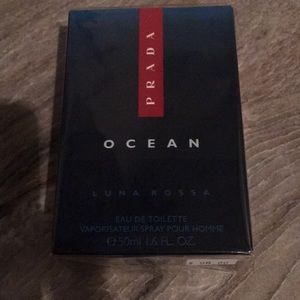 PRADA
OCEAN
LUNA ROSSA
EAU DE TOILETTE
VAPORISATEUR SPRAY POUR HOMME
℮50ml 1.6 FL. OZ.